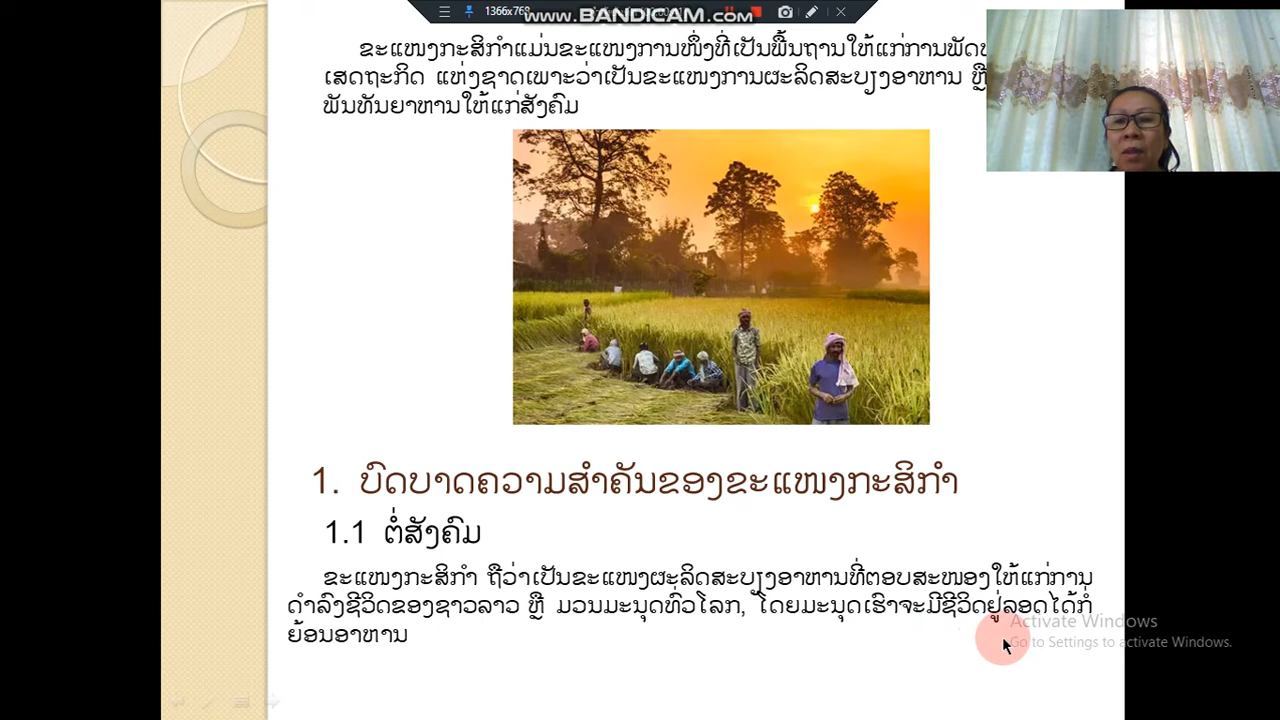 1366x768
www.BANDICAM.com
ຂະແໜງກະສິກຳແມ່ນຂະແໜງການໜຶ່ງທີ່ເປັນພື້ນຖານໃຫ້ແກ່ການ
ເສດຖະກິດ ແຫ່ງຊາດເພາະວ່າເປັນຂະແໜງການຜະລິດສະບຽງອາຫານ ຫຼື
ພັນທັນຍາຫານໃຫ້ແກ່ສັງຄົມ
1. ບົດບາດຄວາມສຳຄັນຂອງຂະແໜງກະສິກຳ
1.1 ຕໍ່ສັງຄົມ
ຂະແໜງກະສິກຳ ຖືວ່າເປັນຂະແໜງຜະລິດສະບຽງອາຫານທີ່ຕອບສະໜອງໃຫ້ແກ່ການ
ດຳລົງຊີວິດຂອງຊາວລາວ ຫຼື ມວນມະນຸດທົ່ວໂລກ, ໂດຍມະນຸດເຮົາຈະມີຊີວິດຢູ່ລອດໄດ້ກໍ່
ຍ້ອນອາຫານ
Activate Windows
Go to Settings to activate Windows.